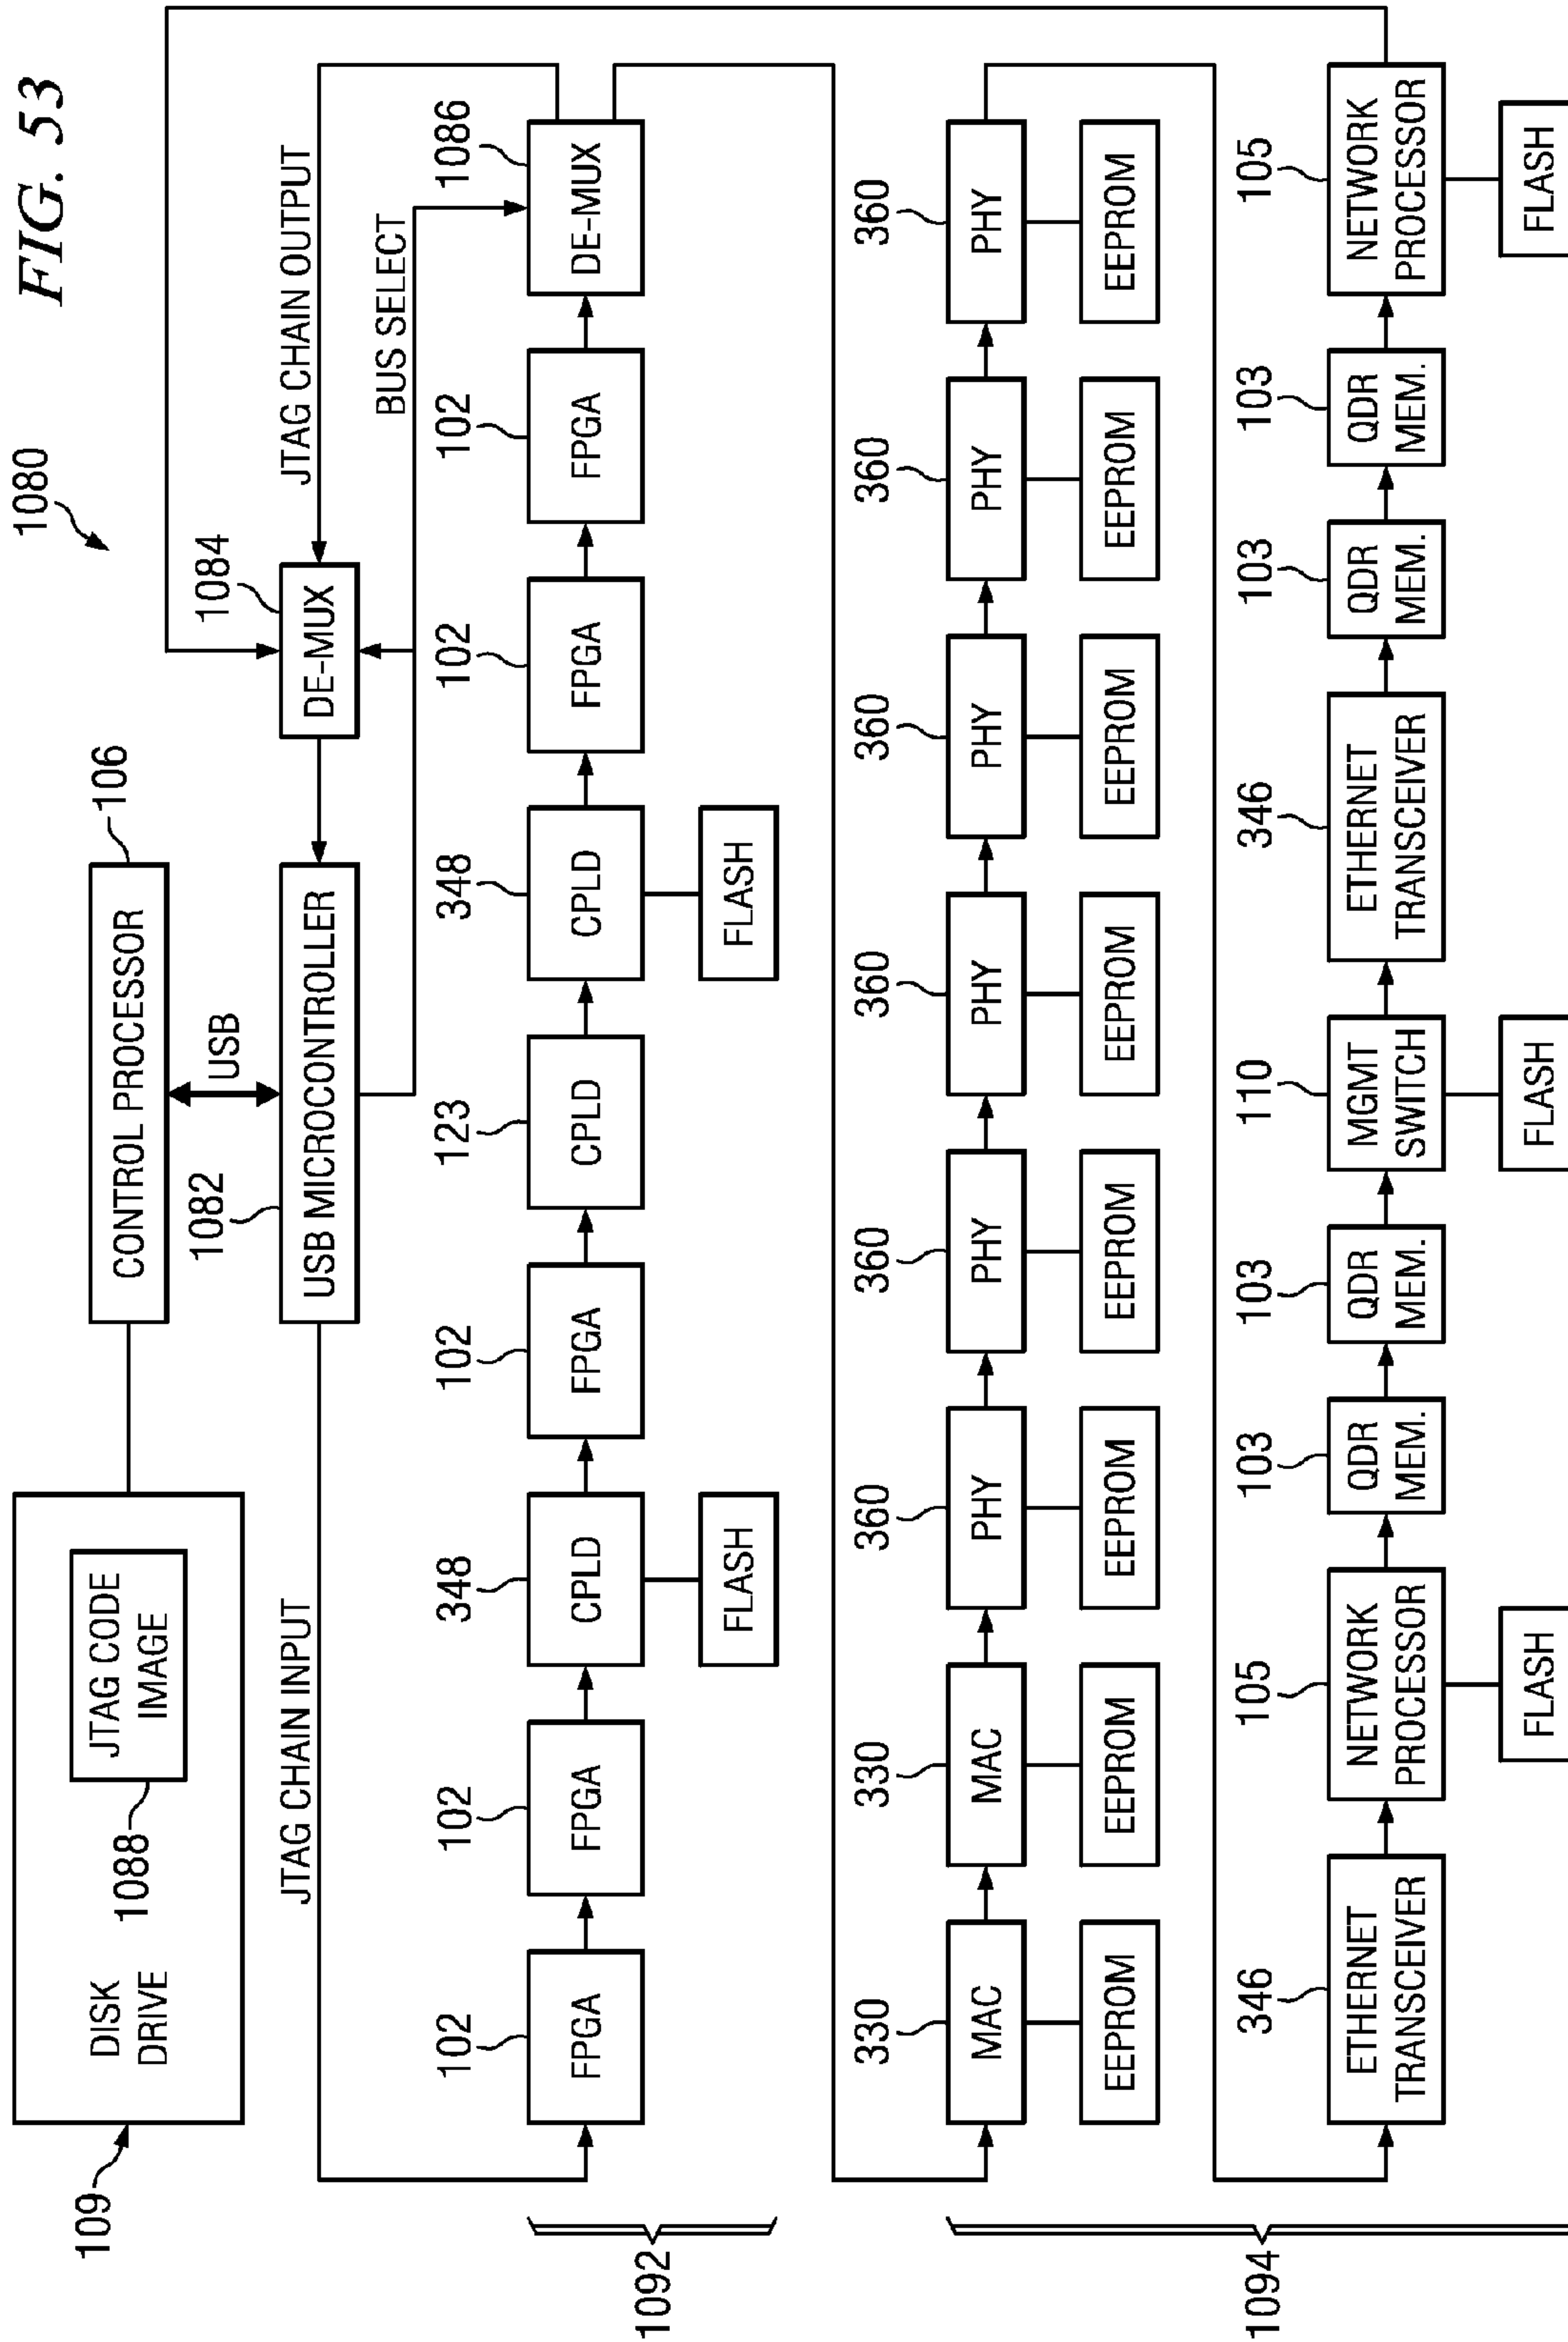 FIG. 53
1080
109
DISK
DRIVE
1088
JTAG CODE
IMAGE
CONTROL PROCESSOR
106
USB
1082
USB MICROCONTROLLER
1084
DE-MUX
JTAG CHAIN INPUT
JTAG CHAIN OUTPUT
BUS SELECT
1092
102
FPGA
102
FPGA
348
CPLD
FLASH
102
FPGA
123
CPLD
348
CPLD
FLASH
102
FPGA
102
FPGA
1086
DE-MUX
1094
330
MAC
EEPROM
330
MAC
EEPROM
360
PHY
EEPROM
360
PHY
EEPROM
360
PHY
EEPROM
360
PHY
EEPROM
360
PHY
EEPROM
360
PHY
EEPROM
346
ETHERNET
TRANSCEIVER
105
NETWORK
PROCESSOR
FLASH
103
QDR
MEM.
103
QDR
MEM.
110
MGMT
SWITCH
FLASH
346
ETHERNET
TRANSCEIVER
103
QDR
MEM.
103
QDR
MEM.
105
NETWORK
PROCESSOR
FLASH